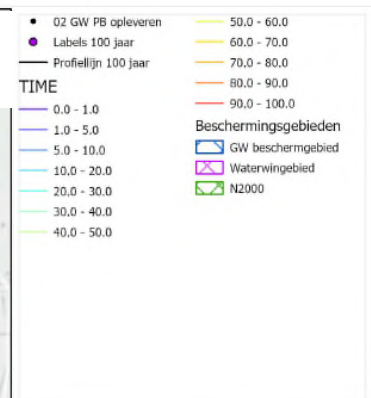 02 GW PB opleveren
Labels 100 jaar
Profiellijn 100 jaar
TIME
0.0 - 1.0
1.0 - 5.0
5.0 - 10.0
10.0 - 20.0
20.0 - 30.0
30.0 - 40.0
40.0 - 50.0
50.0 - 60.0
60.0 - 70.0
70.0 - 80.0
80.0 - 90.0
90.0 - 100.0
Beschermingsgebieden
GW beschermgebied
Waterwingebied
N2000